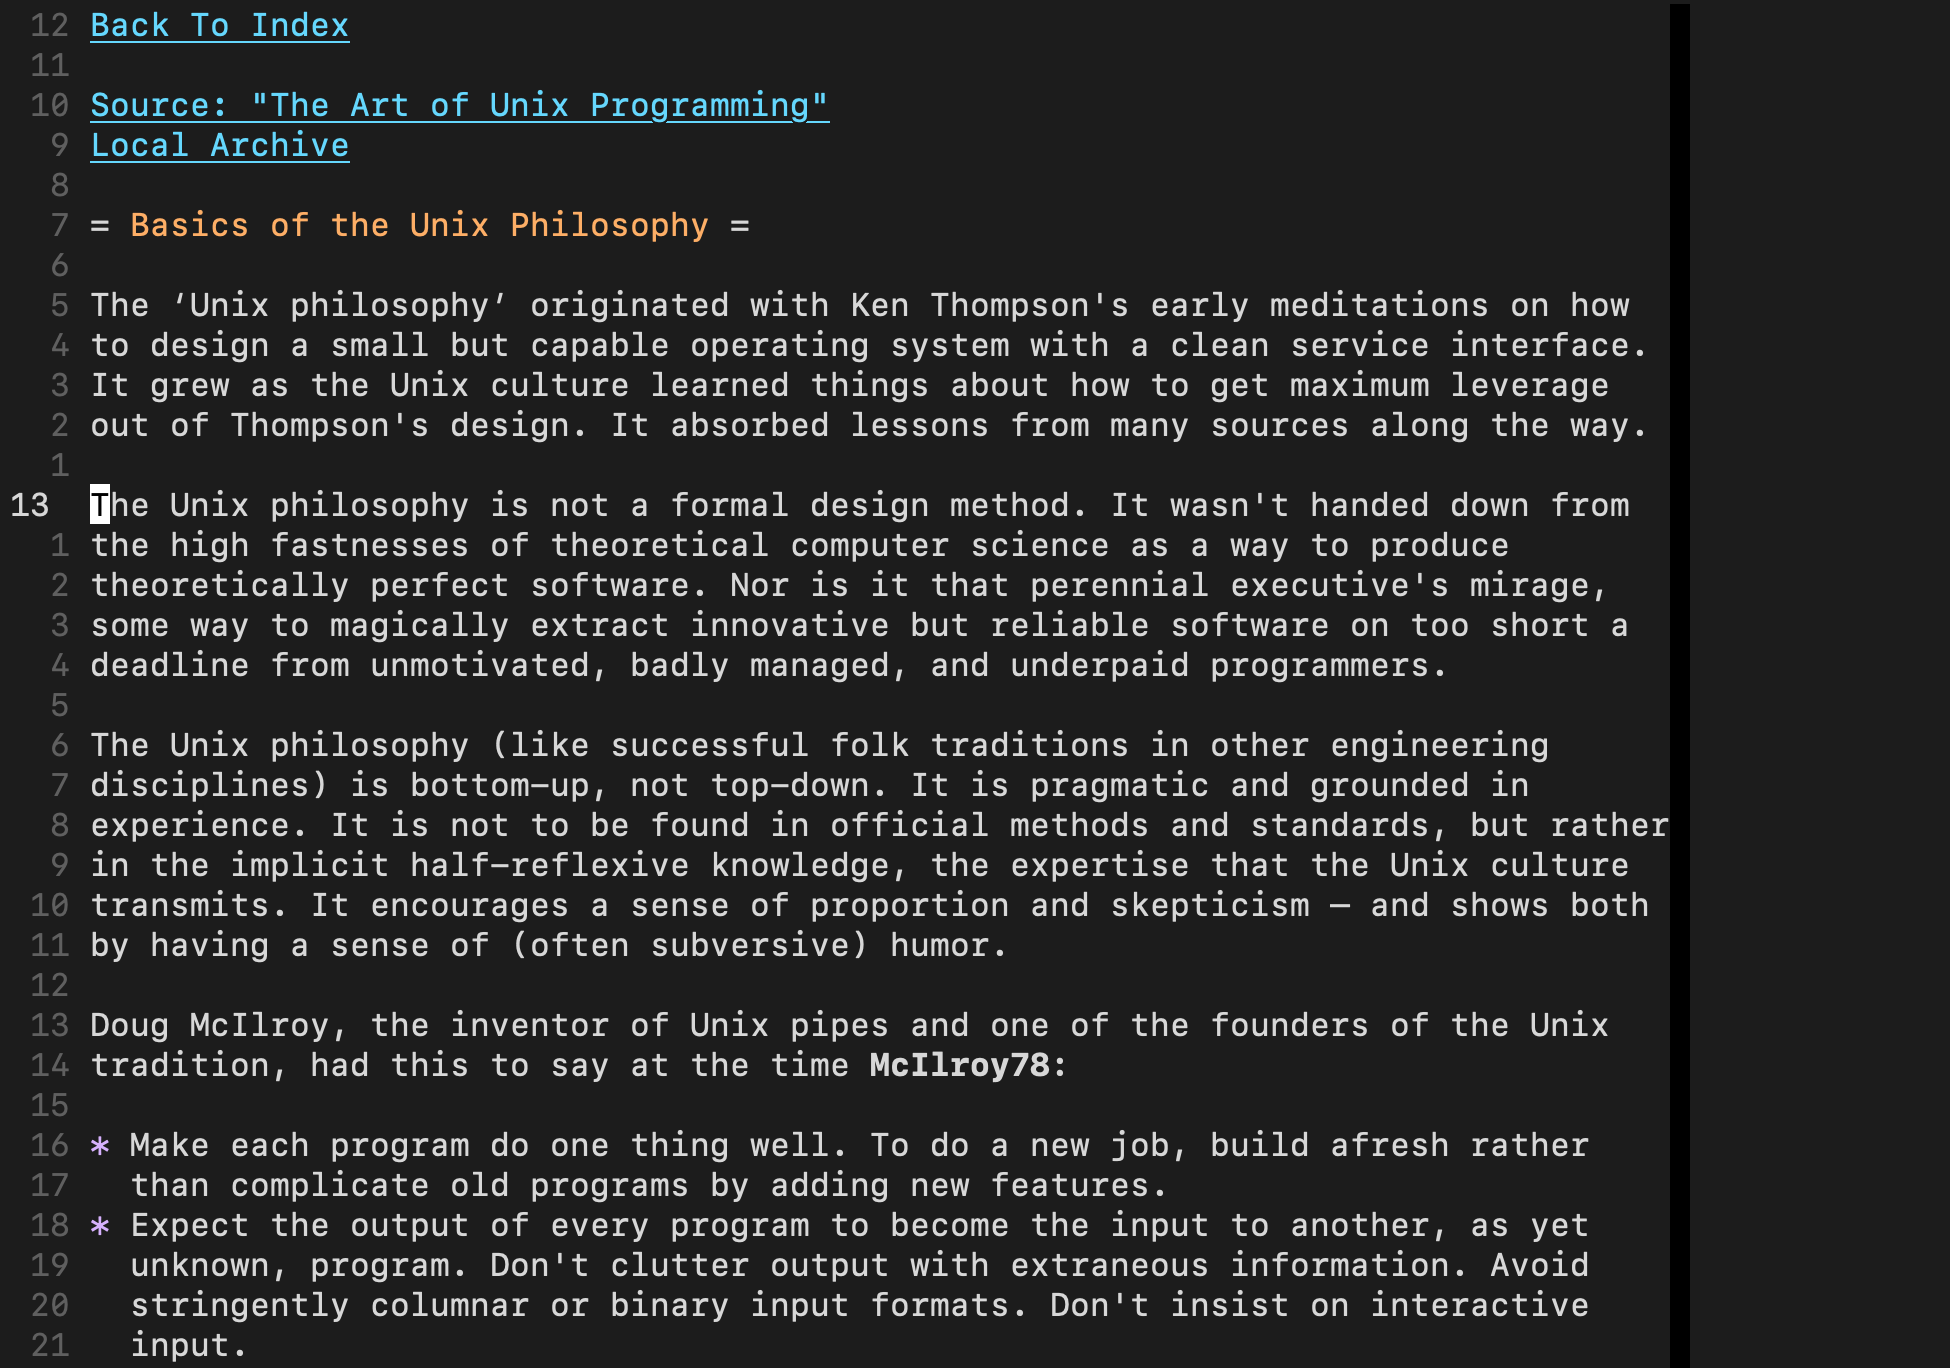 12 Back To Index
11
10 Source: "The Art of Unix Programming"
9 Local Archive
8
7 = Basics of the Unix Philosophy =
6
5 The ‘Unix philosophy’ originated with Ken Thompson's early meditations on how
4 to design a small but capable operating system with a clean service interface.
3 It grew as the Unix culture learned things about how to get maximum leverage
2 out of Thompson's design. It absorbed lessons from many sources along the way.
1
13 The Unix philosophy is not a formal design method. It wasn't handed down from
1 the high fastnesses of theoretical computer science as a way to produce
2 theoretically perfect software. Nor is it that perennial executive's mirage,
3 some way to magically extract innovative but reliable software on too short a
4 deadline from unmotivated, badly managed, and underpaid programmers.
5
6 The Unix philosophy (like successful folk traditions in other engineering
7 disciplines) is bottom-up, not top-down. It is pragmatic and grounded in
8 experience. It is not to be found in official methods and standards, but rather
9 in the implicit half-reflexive knowledge, the expertise that the Unix culture
10 transmits. It encourages a sense of proportion and skepticism — and shows both
11 by having a sense of (often subversive) humor.
12
13 Doug McIlroy, the inventor of Unix pipes and one of the founders of the Unix
14 tradition, had this to say at the time McIlroy78:
15
16 * Make each program do one thing well. To do a new job, build afresh rather
17 than complicate old programs by adding new features.
18 * Expect the output of every program to become the input to another, as yet
19 unknown, program. Don't clutter output with extraneous information. Avoid
20 stringently columnar or binary input formats. Don't insist on interactive
21 input.